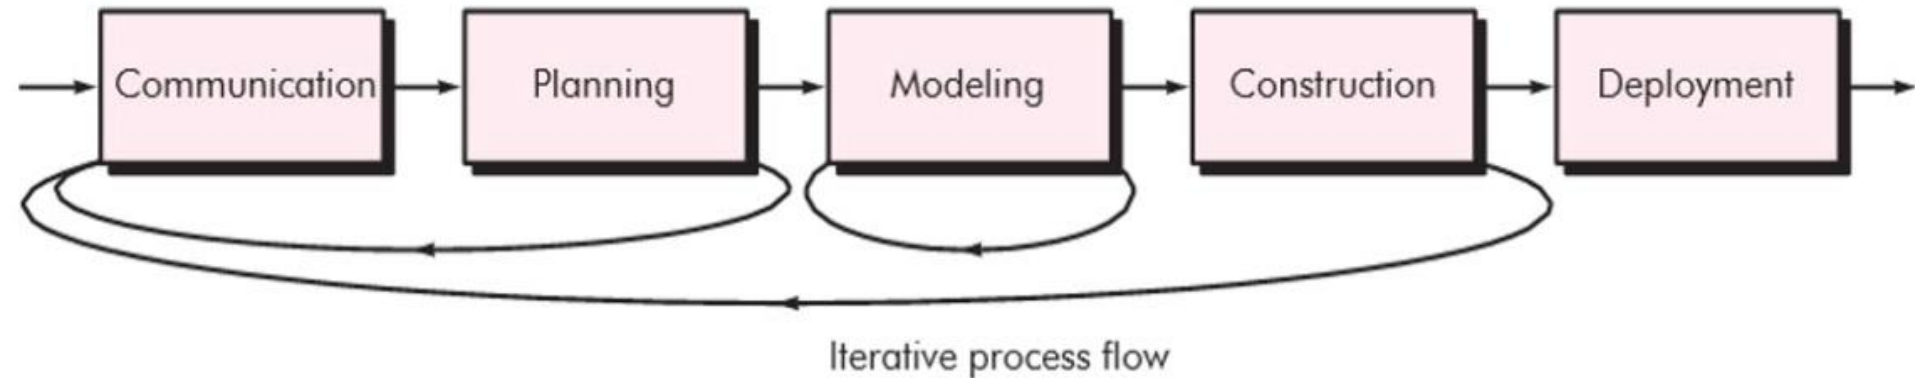 Communication
Planning
Modeling
Construction
Deployment
Iterative process flow